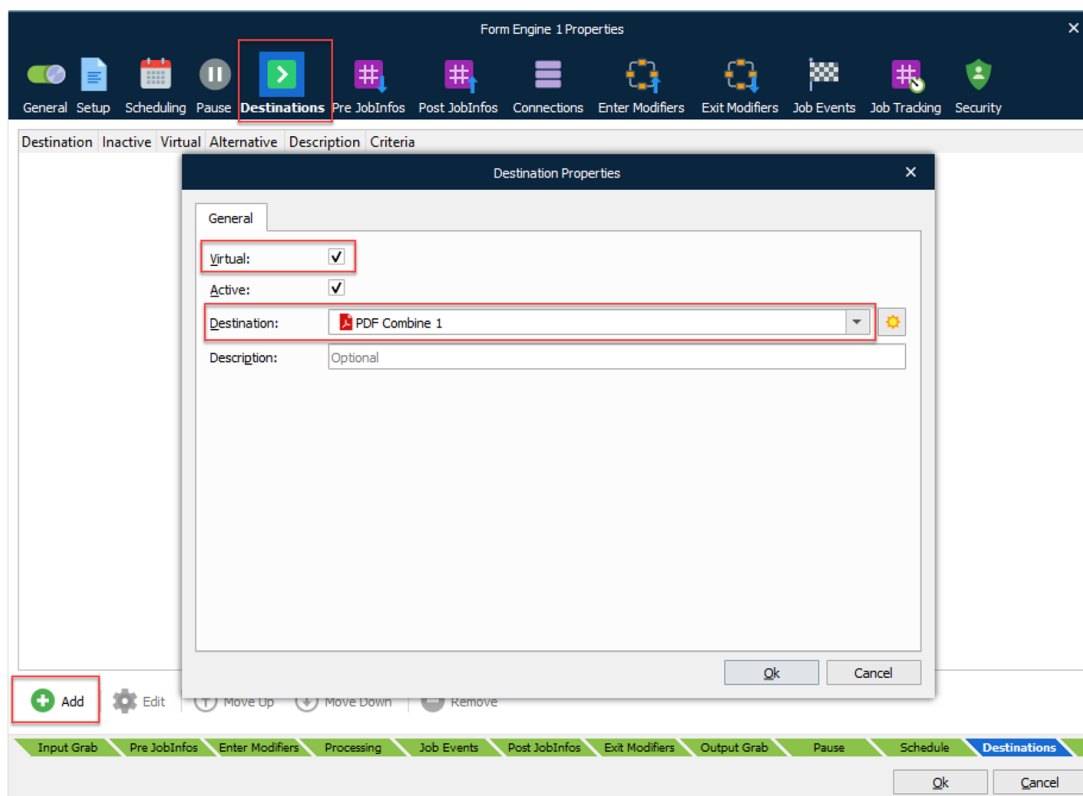 Form Engine 1 Properties
General Setup Scheduling Pause Destinations Pre JobInfos Post JobInfos Connections Enter Modifiers Exit Modifiers Job Events Job Tracking Security
Destination Inactive Virtual Alternative Description Criteria
Destination Properties
General
Virtual:
Active:
Destination: PDF Combine 1
Description: Optional
Ok Cancel
Add Edit Move Up Move Down Remove
Input Grab Pre JobInfos Enter Modifiers Processing Job Events Post JobInfos Exit Modifiers Output Grab Pause Schedule Destinations
Ok Cancel